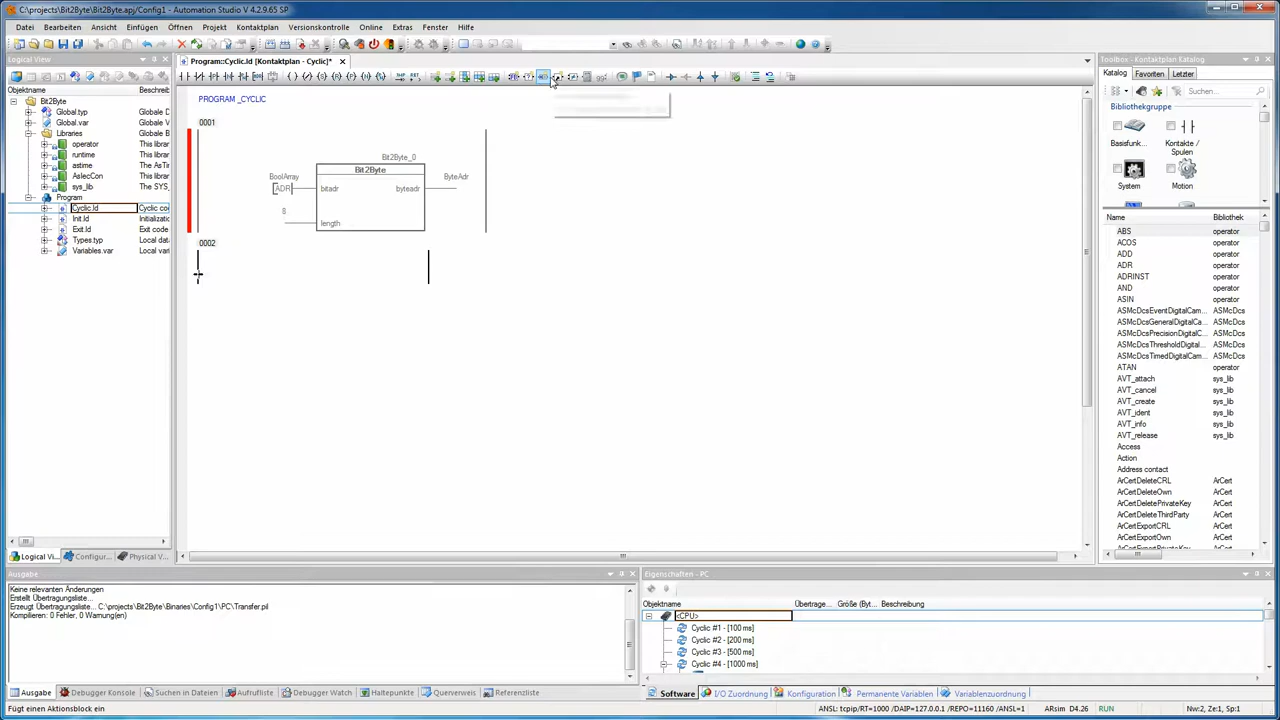 C:\projects\Bit2Byte\Bit2Byte.apj/Config1 - Automation Studio V 4.2.9.65 SP
Datei Bearbeiten Ansicht Einfügen Öffnen Projekt Kontaktplan Versionskontrolle Online Extras Fenster Hilfe
Logical View
Objektname Beschreib
Bit2Byte
Global.typ Globale D
Global.var Globale V
Libraries Globale B
operator This librar
runtime This librar
astime The AsTin
AsIecCon This librar
sys_lib The SYS_
Program
Cyclic.ld Cyclic co
Init.ld Initializatio
Exit.ld Exit code
Types.typ Local data
Variables.var Local vari
Logical Vi... Configur... Physical V...
Program::Cyclic.ld [Kontaktplan - Cyclic]*
PROGRAM _CYCLIC
0001
Bit2Byte_0
Bit2Byte
BoolArray
ByteAdr
ADR
bitadr
byteadr
8
length
0002
Toolbox - Kontaktplan Katalog
Katalog Favoriten Letzter
Suchen...
Bibliothekgruppe
Basisfunk...
Kontakte / Spulen
System
Motion
Name Bibliothek
ABS operator
ACOS operator
ADD operator
ADR operator
ADRINST operator
AND operator
ASIN operator
ASMcDcsEventDigitalCam... ASMcDcs
ASMcDcsGeneralDigitalCa... ASMcDcs
ASMcDcsPrecisionDigitalC... ASMcDcs
ASMcDcsThresholdDigital... ASMcDcs
ASMcDcsTimedDigitalCam... ASMcDcs
ATAN operator
AVT_attach sys_lib
AVT_cancel sys_lib
AVT_create sys_lib
AVT_ident sys_lib
AVT_info sys_lib
AVT_release sys_lib
Access
Action
Address contact
ArCertDeleteCRL ArCert
ArCertDeleteOwn ArCert
ArCertDeletePrivateKey ArCert
ArCertDeleteThirdParty ArCert
ArCertExportCRL ArCert
ArCertExportOwn ArCert
Ausgabe
Keine relevanten Änderungen
Erstellt Übertragungsliste...
Erzeugt Übertragungsliste... C:\projects\Bit2Byte\Binaries\Config1\PC\Transfer.pil
Kompilieren: 0 Fehler, 0 Warnung(en)
Ausgabe Debugger Konsole Suchen in Dateien Aufrufliste Debugger Watch Haltepunkte Querverweis Referenzliste
Eigenschaften - PC
Objektname Übertrage... Größe (Byt... Beschreibung
<CPU>
Cyclic #1 - [100 ms]
Cyclic #2 - [200 ms]
Cyclic #3 - [500 ms]
Cyclic #4 - [1000 ms]
Software I/O Zuordnung Konfiguration Permanente Variablen Variablenzuordnung
Fügt einen Aktionsblock ein
ANSL: tcpip/RT=1000 /DAIP=127.0.0.1 /REPO=11160 /ANSL=1 ARsim D4.26 RUN Nw:2, Ze:1, Sp:1